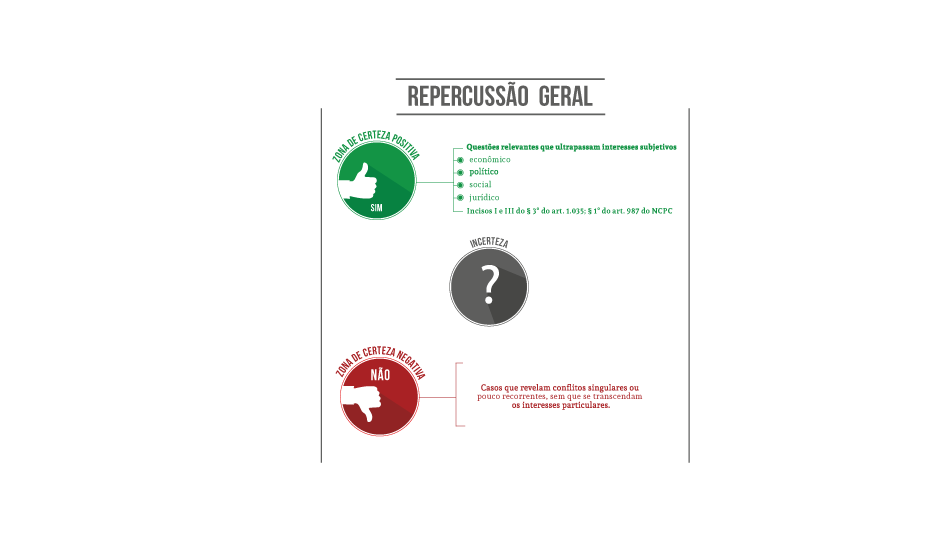 REPERCUSSÃO GERAL
ZONA DE CERTEZA POSITIVA
SIM
Questões relevantes que ultrapassam interesses subjetivos
econômico
político
social
jurídico
Incisos I e III do § 3º do art. 1.035; § 1º do art. 987 do NCPC
INCERTEZA
?
ZONA DE CERTEZA NEGATIVA
NÃO
Casos que revelam conflitos singulares ou
pouco recorrentes, sem que se transcendam
os interesses particulares.